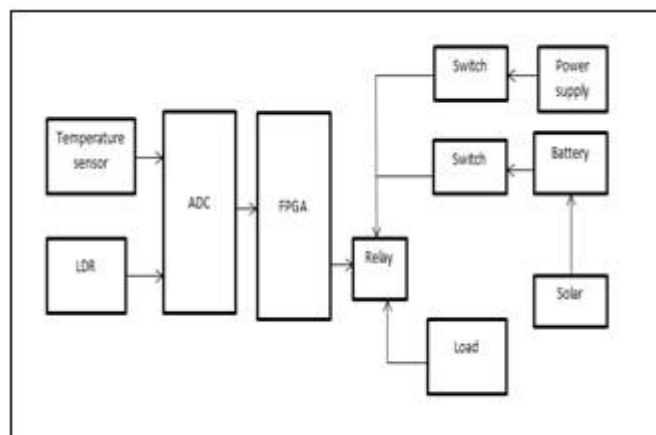 Switch
Power
supply
Temperature
sensor
ADC
FPGA
Switch
Battery
LDR
Relay
Solar
Load